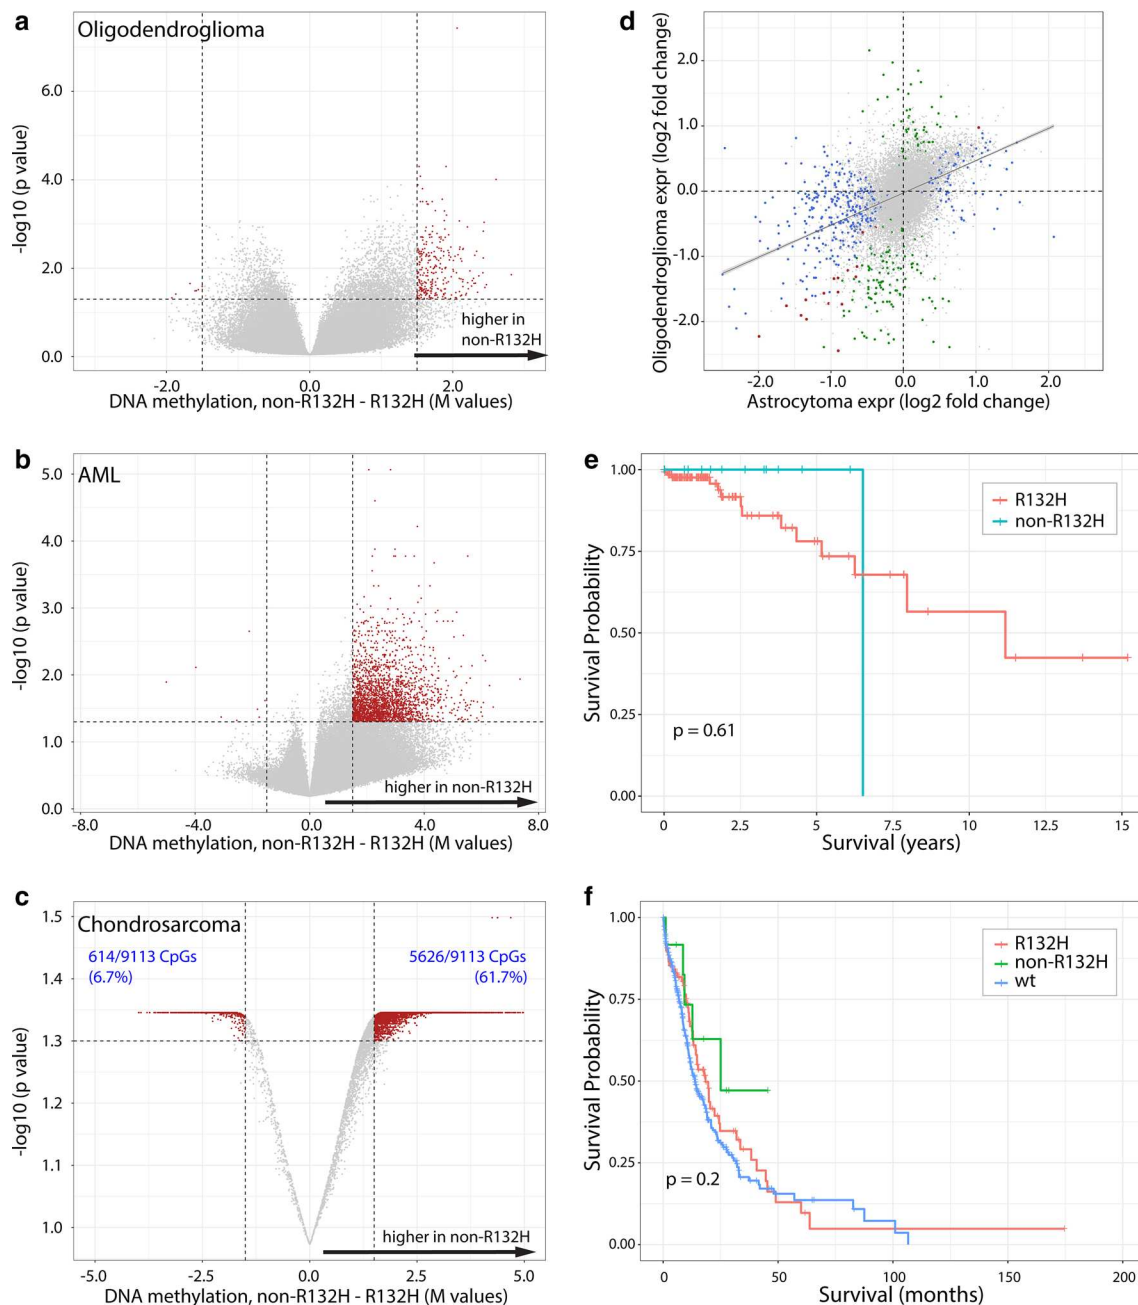 a
Oligodendroglioma
-log10 (p value)
6.0
4.0
2.0
0.0
higher in
non-R132H
-2.0
0.0
2.0
DNA methylation, non-R132H - R132H (M values)
b
AML
-log10 (p value)
5.0
4.0
3.0
2.0
1.0
0.0
higher in non-R132H
-8.0
-4.0
0.0
4.0
8.0
DNA methylation, non-R132H - R132H (M values)
c
Chondrosarcoma
614/9113 CpGs
(6.7%)
5626/9113 CpGs
(61.7%)
-log10 (p value)
1.5
1.4
1.3
1.2
1.1
1.0
higher in non-R132H
-5.0
-2.5
0.0
2.5
5.0
DNA methylation, non-R132H - R132H (M values)
d
Oligodendroglioma expr (log2 fold change)
2.0
1.0
0.0
-1.0
-2.0
-2.0
-1.0
0.0
1.0
2.0
Astrocytoma expr (log2 fold change)
e
Survival Probability
1.00
0.75
0.50
0.25
0.00
R132H
non-R132H
p = 0.61
0
2.5
5
7.5
10
12.5
15
Survival (years)
f
Survival Probability
1.00
0.75
0.50
0.25
0.00
R132H
non-R132H
wt
p = 0.2
0
50
100
150
200
Survival (months)